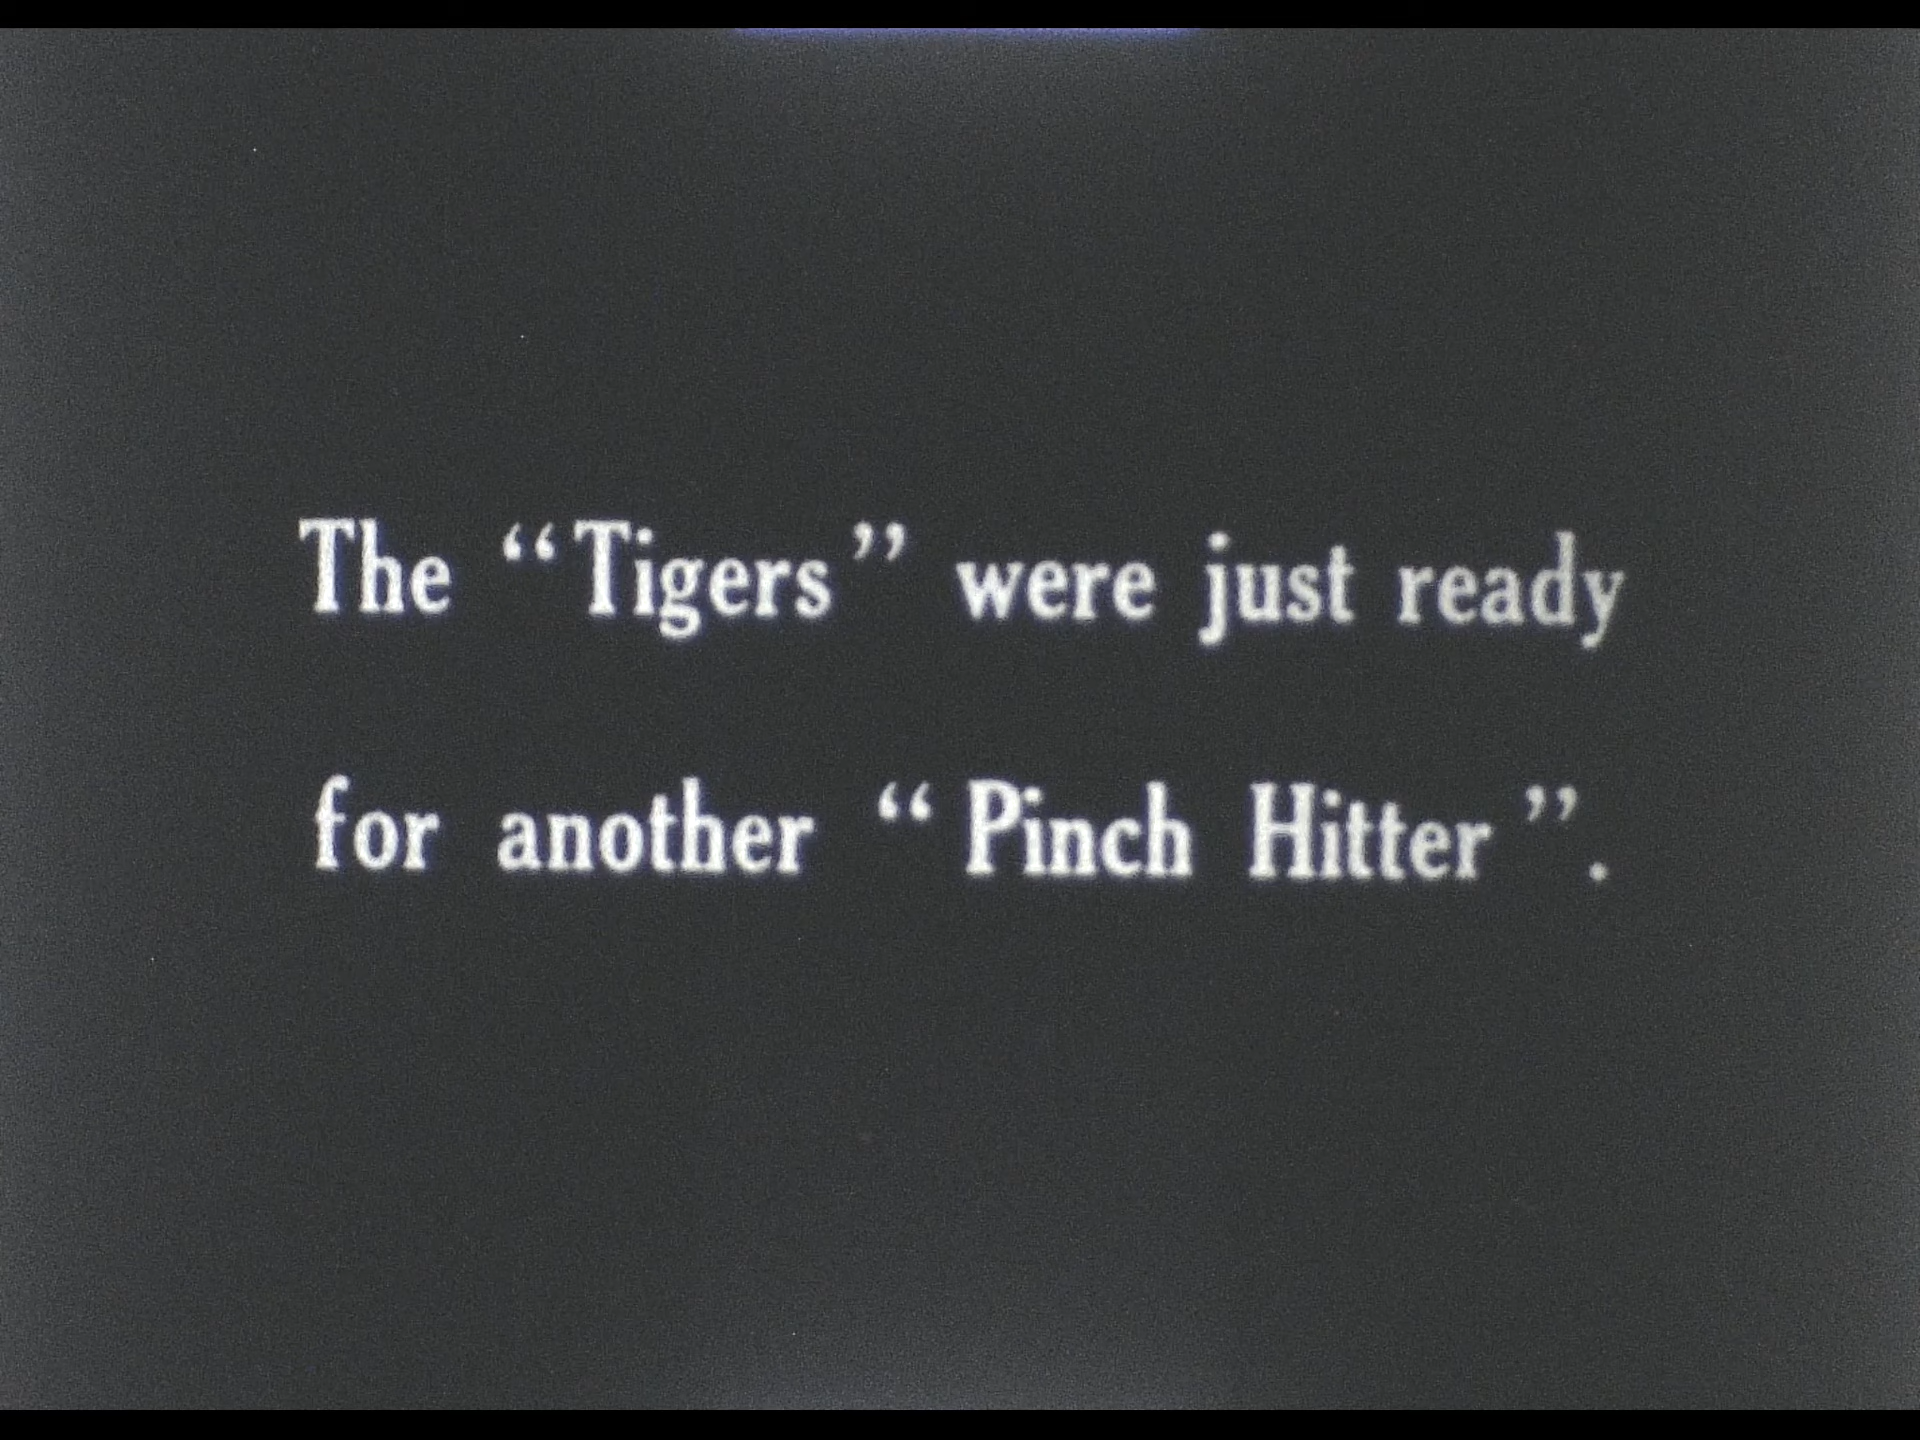 The “Tigers” were just ready
for another “Pinch Hitter”.